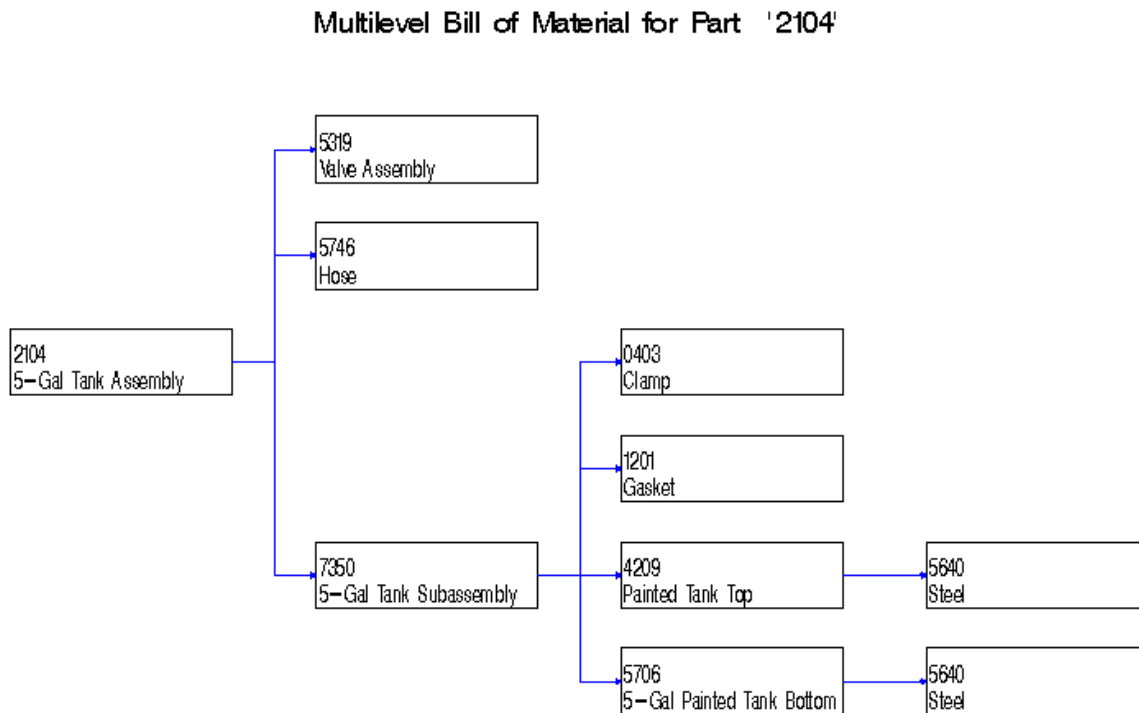 Multilevel Bill of Material for Part '2104'
5319
Valve Assembly
5746
Hose
2104
5-Gal Tank Assembly
0403
Clamp
1201
Gasket
7350
5-Gal Tank Subassembly
4209
Painted Tank Top
5640
Steel
5706
5-Gal Painted Tank Bottom
5640
Steel